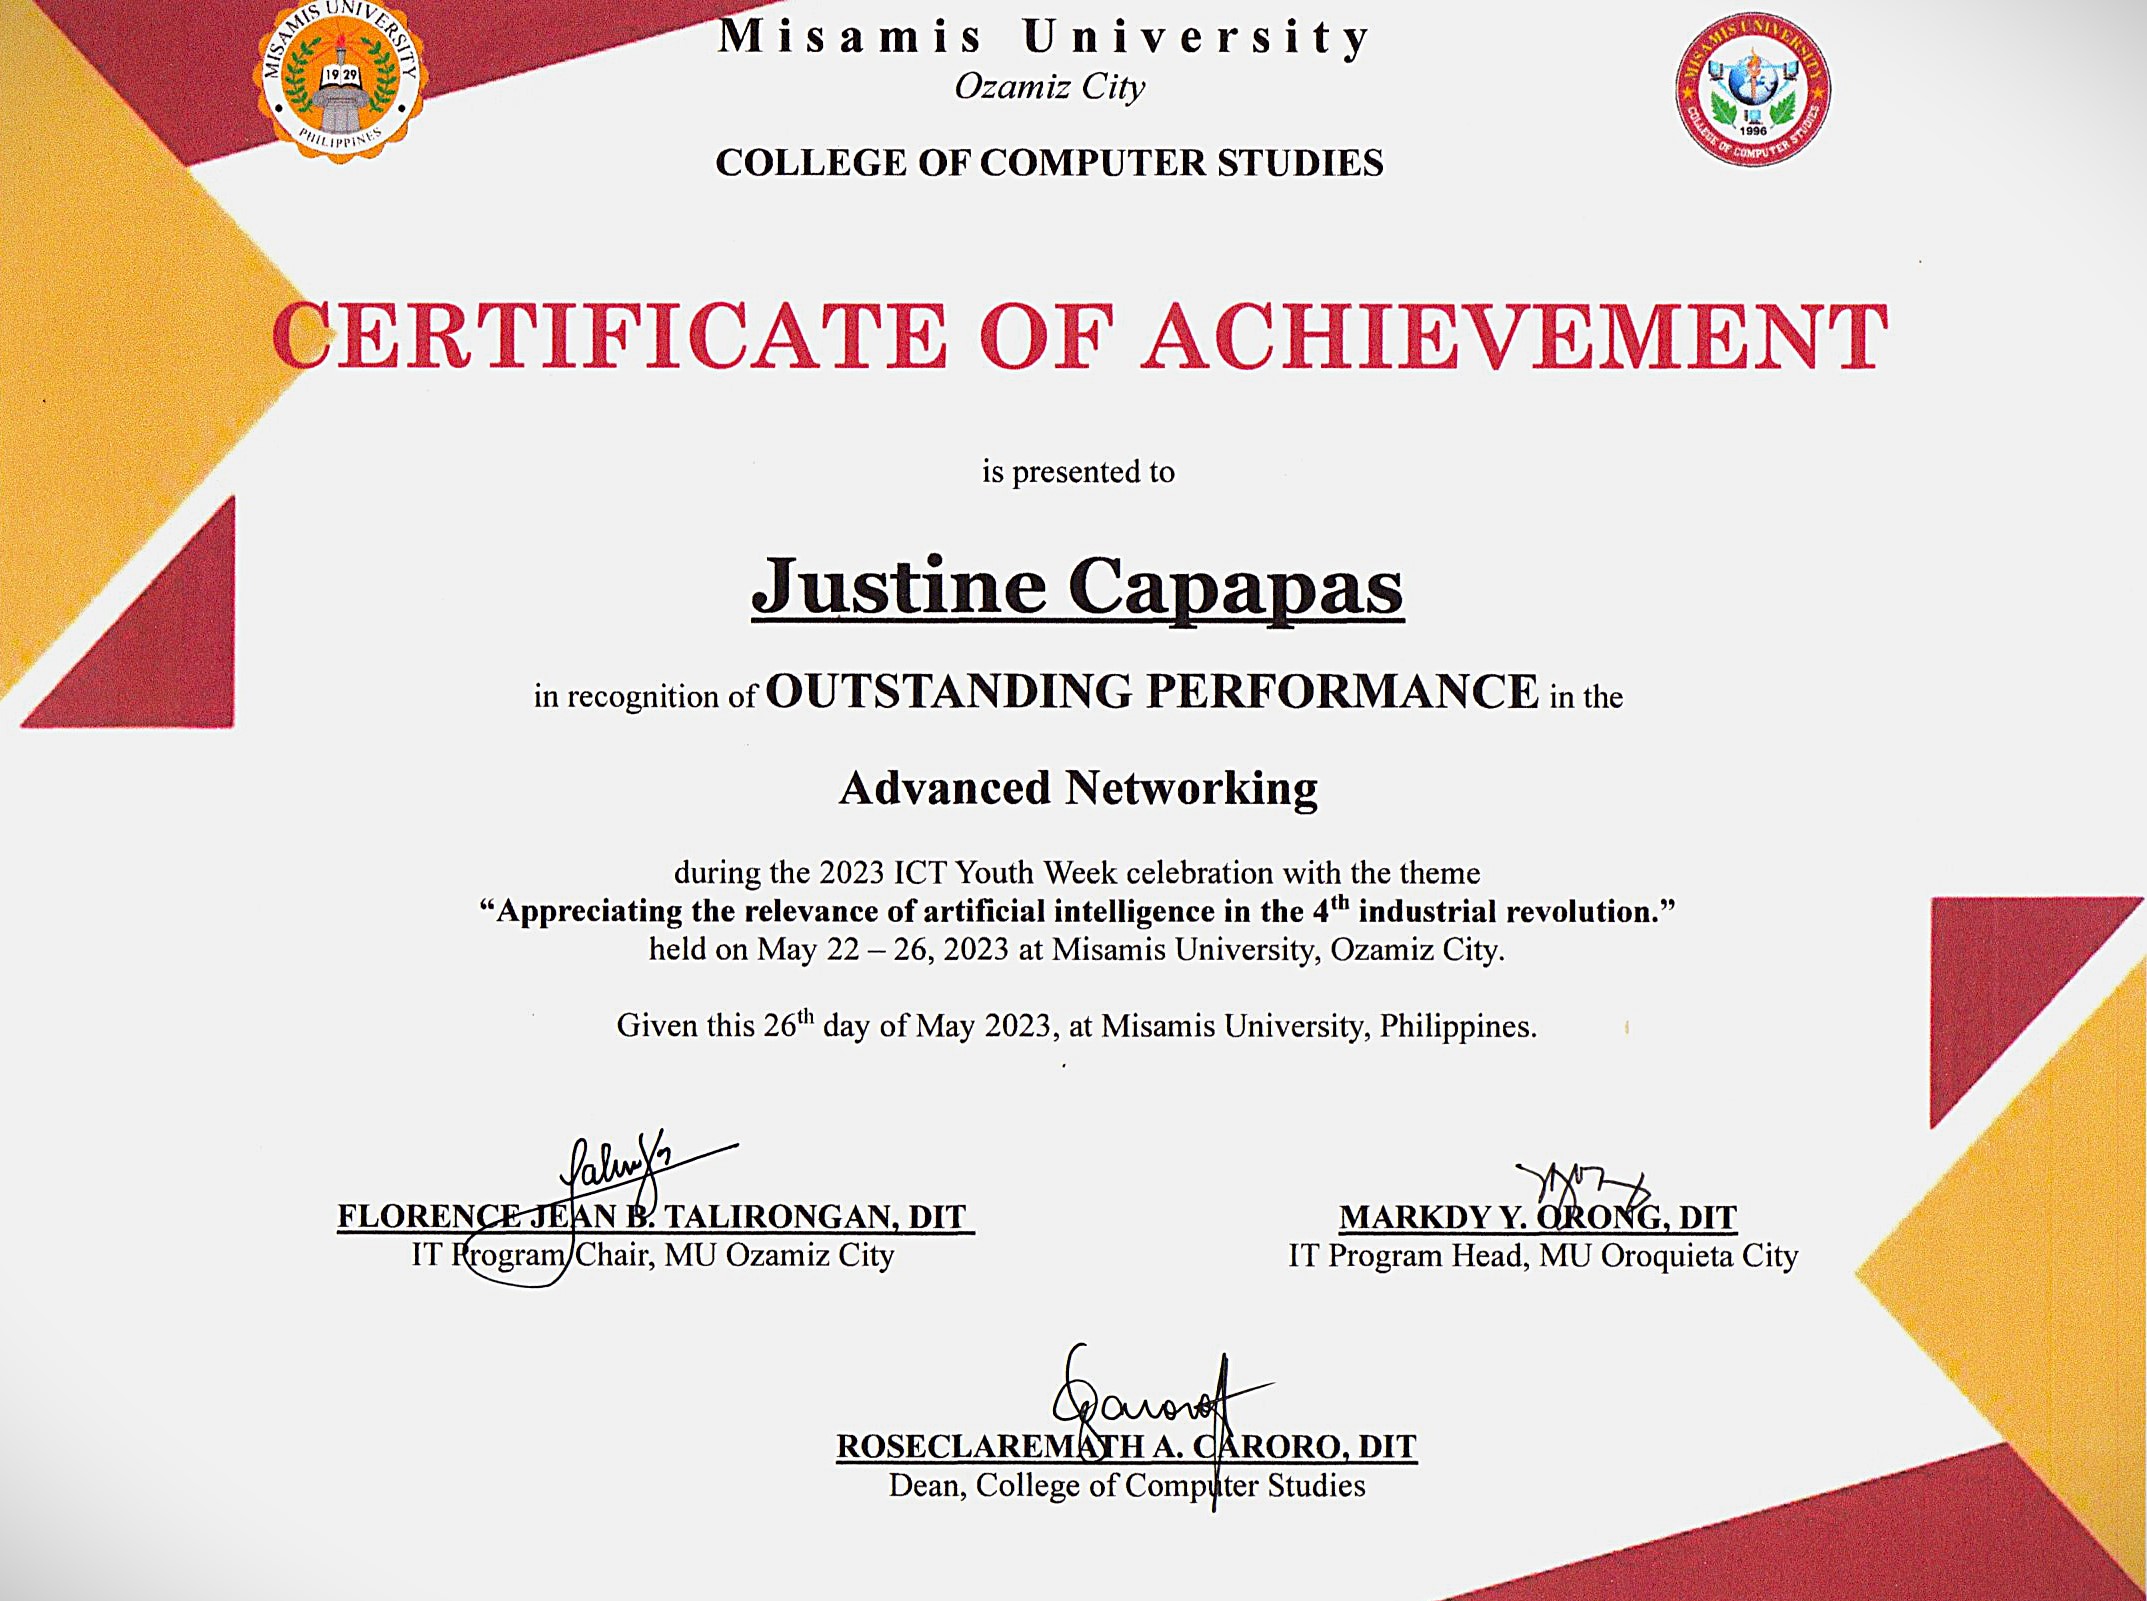 MISAMIS UNIVERSITY
1929
PHILIPPINES
Misamis University
Ozamiz City
COLLEGE OF COMPUTER STUDIES
MISAMIS UNIVERSITY
1996
COLLEGE OF COMPUTER STUDIES
CERTIFICATE OF ACHIEVEMENT
is presented to
Justine Capapas
in recognition of OUTSTANDING PERFORMANCE in the
Advanced Networking
during the 2023 ICT Youth Week celebration with the theme
“Appreciating the relevance of artificial intelligence in the 4th industrial revolution.”
held on May 22 – 26, 2023 at Misamis University, Ozamiz City.
Given this 26th day of May 2023, at Misamis University, Philippines.
FLORENCE JEAN B. TALIRONGAN, DIT
IT Program Chair, MU Ozamiz City
MARKDY Y. ORONG, DIT
IT Program Head, MU Oroquieta City
ROSECLAREMATH A. CARORO, DIT
Dean, College of Computer Studies